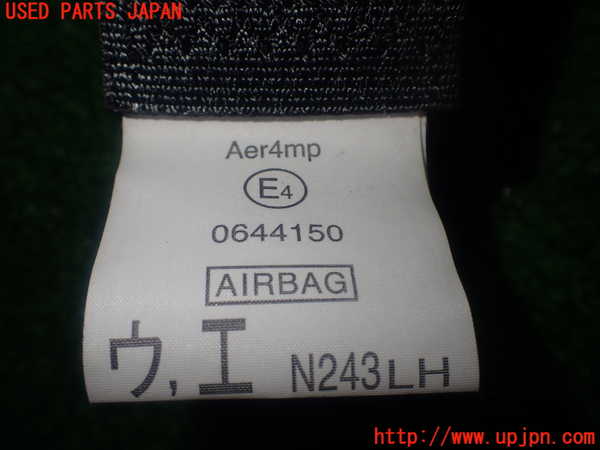 USED PARTS JAPAN
Aer4mp
E4
0644150
AIRBAG
ウ,エ N243LH
http://www.upjpn.com/